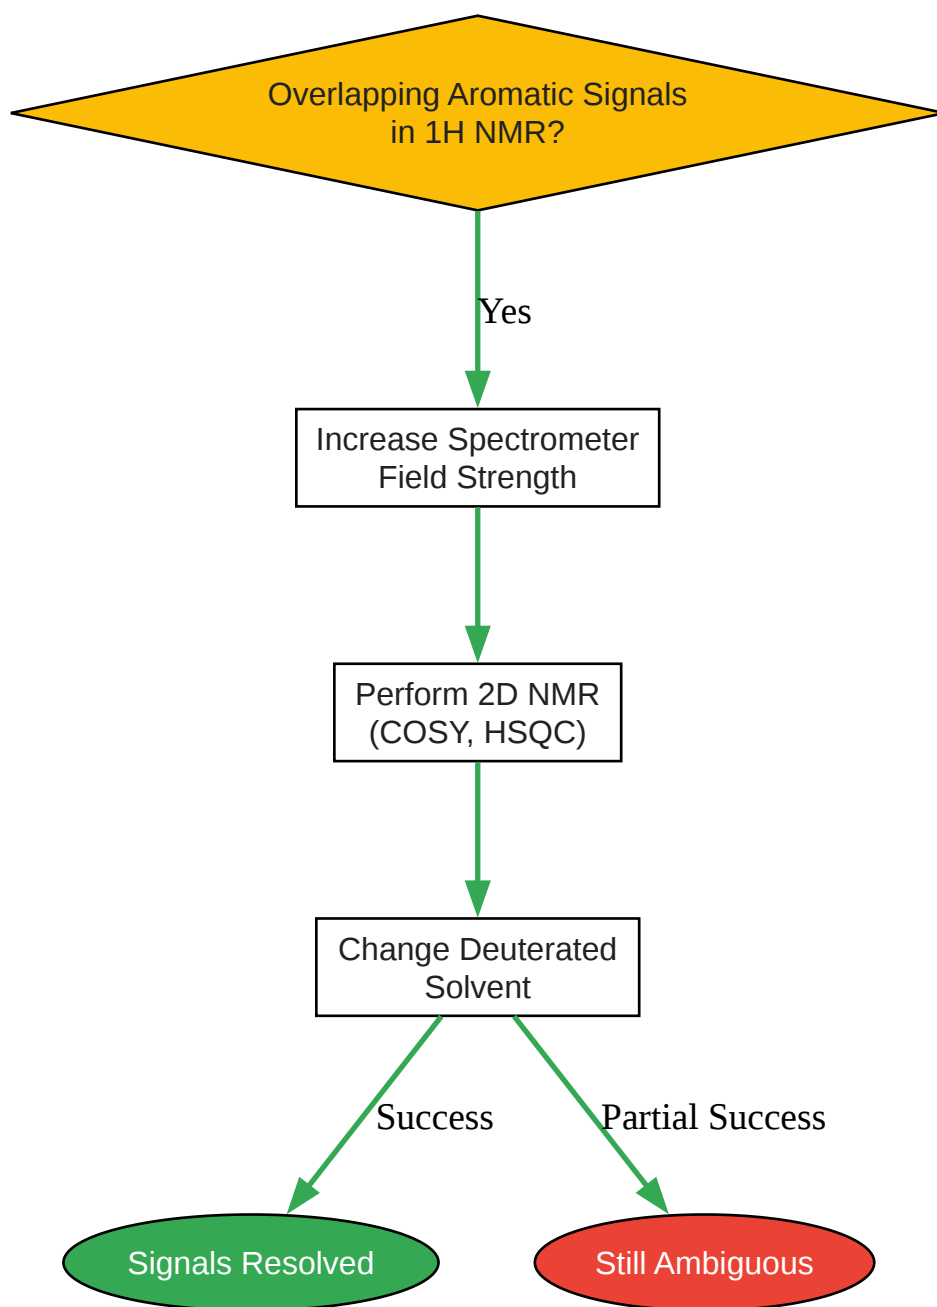 Overlapping Aromatic Signals
in 1H NMR?
Yes
Increase Spectrometer
Field Strength
Perform 2D NMR
(COSY, HSQC)
Change Deuterated
Solvent
Success
Partial Success
Signals Resolved
Still Ambiguous